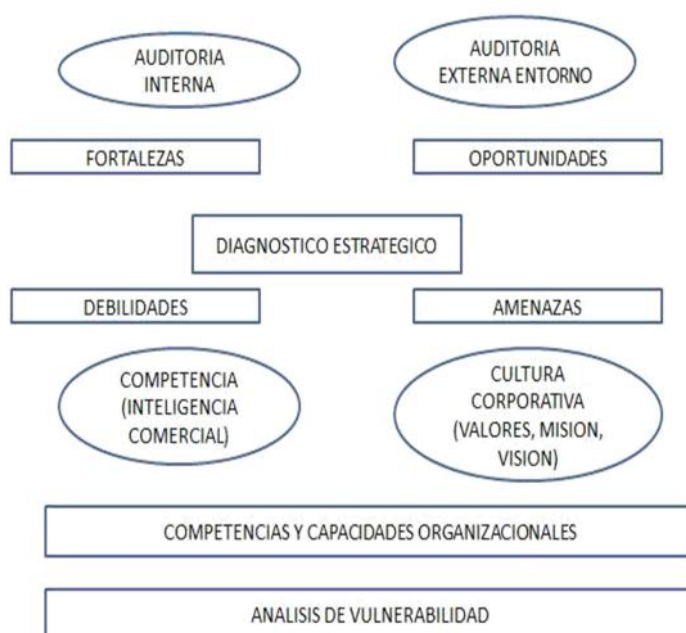 AUDITORIA
INTERNA
AUDITORIA
EXTERNA ENTORNO
FORTALEZAS
OPORTUNIDADES
DIAGNOSTICO ESTRATEGICO
DEBILIDADES
AMENAZAS
COMPETENCIA
(INTELIGENCIA
COMERCIAL)
CULTURA
CORPORATIVA
(VALORES, MISION,
VISION)
COMPETENCIAS Y CAPACIDADES ORGANIZACIONALES
ANALISIS DE VULNERABILIDAD